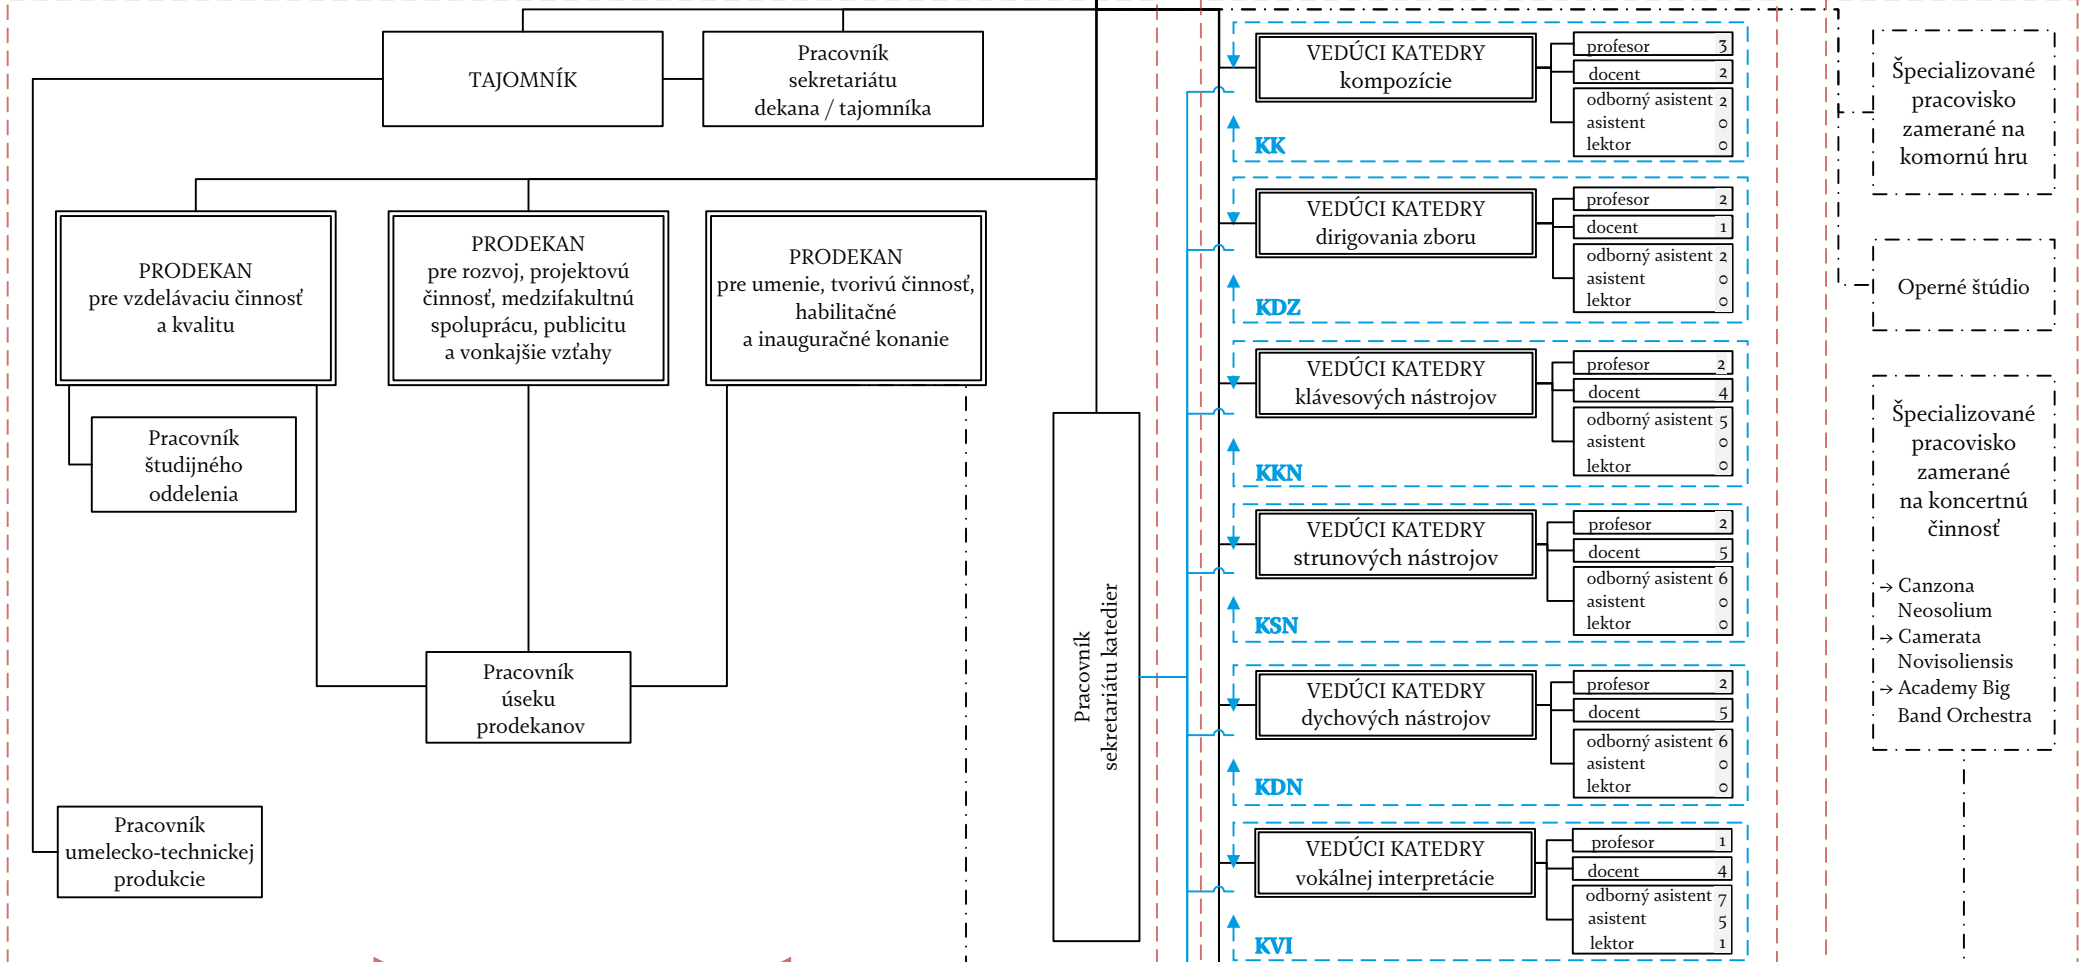 TAJOMNÍK
Pracovník
sekretariátu
dekana / tajomníka
PRODEKAN
pre vzdelávaciu činnosť
a kvalitu
PRODEKAN
pre rozvoj, projektovú
činnosť, medzifakultnú
spoluprácu, publicitu
a vonkajšie vzťahy
PRODEKAN
pre umenie, tvorivú činnosť,
habilitačné
a inauguračné konanie
Pracovník
študijného
oddelenia
Pracovník
úseku
prodekanov
Pracovník
umelecko-technickej
produkcie
Pracovník
sekretariátu katedier
VEDÚCI KATEDRY
kompozície
profesor 3
docent 2
odborný asistent 2
asistent 0
lektor 0
KK
VEDÚCI KATEDRY
dirigovania zboru
profesor 2
docent 1
odborný asistent 2
asistent 0
lektor 0
KDZ
VEDÚCI KATEDRY
klávesových nástrojov
profesor 2
docent 4
odborný asistent 5
asistent 0
lektor 0
KKN
VEDÚCI KATEDRY
strunových nástrojov
profesor 2
docent 5
odborný asistent 6
asistent 0
lektor 0
KSN
VEDÚCI KATEDRY
dychových nástrojov
profesor 2
docent 5
odborný asistent 6
asistent 0
lektor 0
KDN
VEDÚCI KATEDRY
vokálnej interpretácie
profesor 1
docent 4
odborný asistent 7
asistent 5
lektor 1
KVI
Špecializované
pracovisko
zamerané na
komornú hru
Operné štúdio
Špecializované
pracovisko
zamerané
na koncertnú
činnosť
→ Canzona
Neosolium
→ Camerata
Novisoliensis
→ Academy Big
Band Orchestra